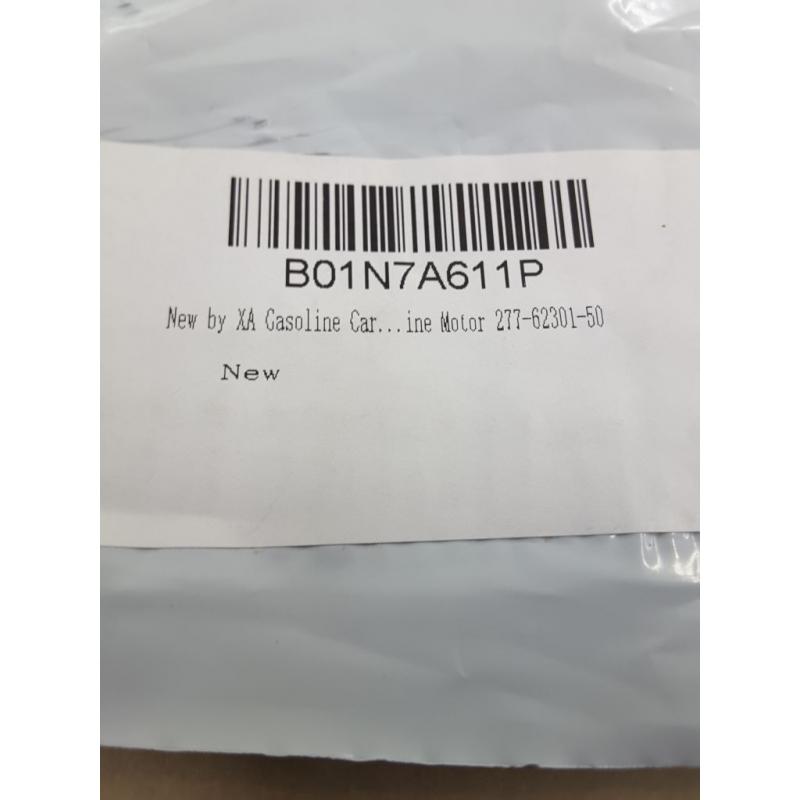 B01N7A611P
New by XA Gasoline Car...ine Motor 277-62301-50
New